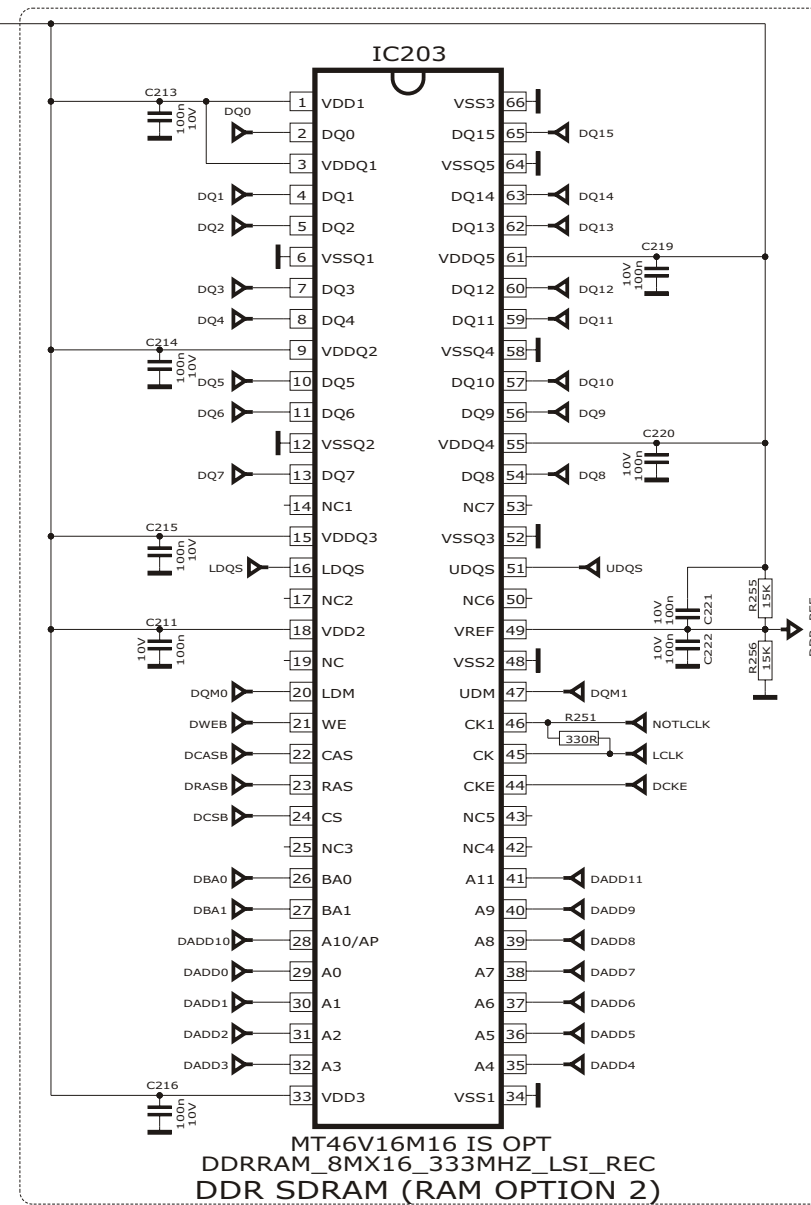 IC203
C213
100n
10V
DQ0
1 VDD1 VSS3 66
2 DQ0 DQ15 65 DQ15
3 VDDQ1 VSSQ5 64
DQ1 4 DQ1 DQ14 63 DQ14
DQ2 5 DQ2 DQ13 62 DQ13
C219
10V
100n
6 VSSQ1 VDDQ5 61
DQ3 7 DQ3 DQ12 60 DQ12
DQ4 8 DQ4 DQ11 59 DQ11
C214
100n
10V
9 VDDQ2 VSSQ4 58
DQ5 10 DQ5 DQ10 57 DQ10
DQ6 11 DQ6 DQ9 56 DQ9
C220
10V
100n
12 VSSQ2 VDDQ4 55
DQ7 13 DQ7 DQ8 54 DQ8
14 NC1 NC7 53
C215
100n
10V
15 VDDQ3 VSSQ3 52
LDQS 16 LDQS UDQS 51 UDQS
17 NC2 NC6 50
10V
100n
C221
R255
15K
C211
10V
100n
18 VDD2 VREF 49
10V
100n
C222
R256
15K
19 NC VSS2 48
DQM0 20 LDM UDM 47 DQM1
DWEB 21 WE CK1 46 R251 NOTLCLK
330R
DCASB 22 CAS CK 45 LCLK
DRASB 23 RAS CKE 44 DCKE
DCSB 24 CS NC5 43
25 NC3 NC4 42
DBA0 26 BA0 A11 41 DADD11
DBA1 27 BA1 A9 40 DADD9
DADD10 28 A10/AP A8 39 DADD8
DADD0 29 A0 A7 38 DADD7
DADD1 30 A1 A6 37 DADD6
DADD2 31 A2 A5 36 DADD5
DADD3 32 A3 A4 35 DADD4
C216
100n
10V
33 VDD3 VSS1 34
MT46V16M16 IS OPT
DDRRAM_8MX16_333MHZ_LSI_REC
DDR SDRAM (RAM OPTION 2)